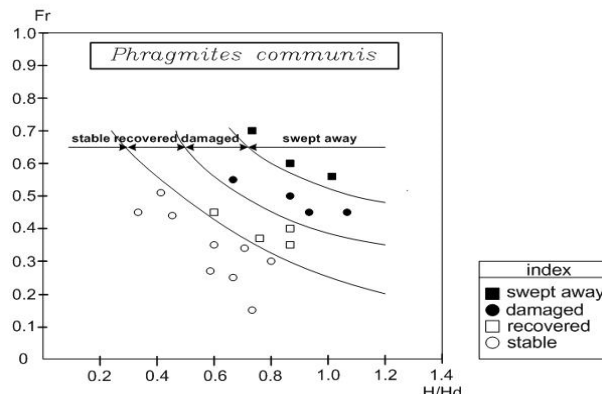 Fr
1.0
Phragmites communis
0.9
0.8
0.7
stable recovered damaged swept away
0.6
0.5
0.4
0.3
0.2
0.1
0
0.2 0.4 0.6 0.8 1.0 1.2 1.4
H/Hd
index
swept away
damaged
recovered
stable